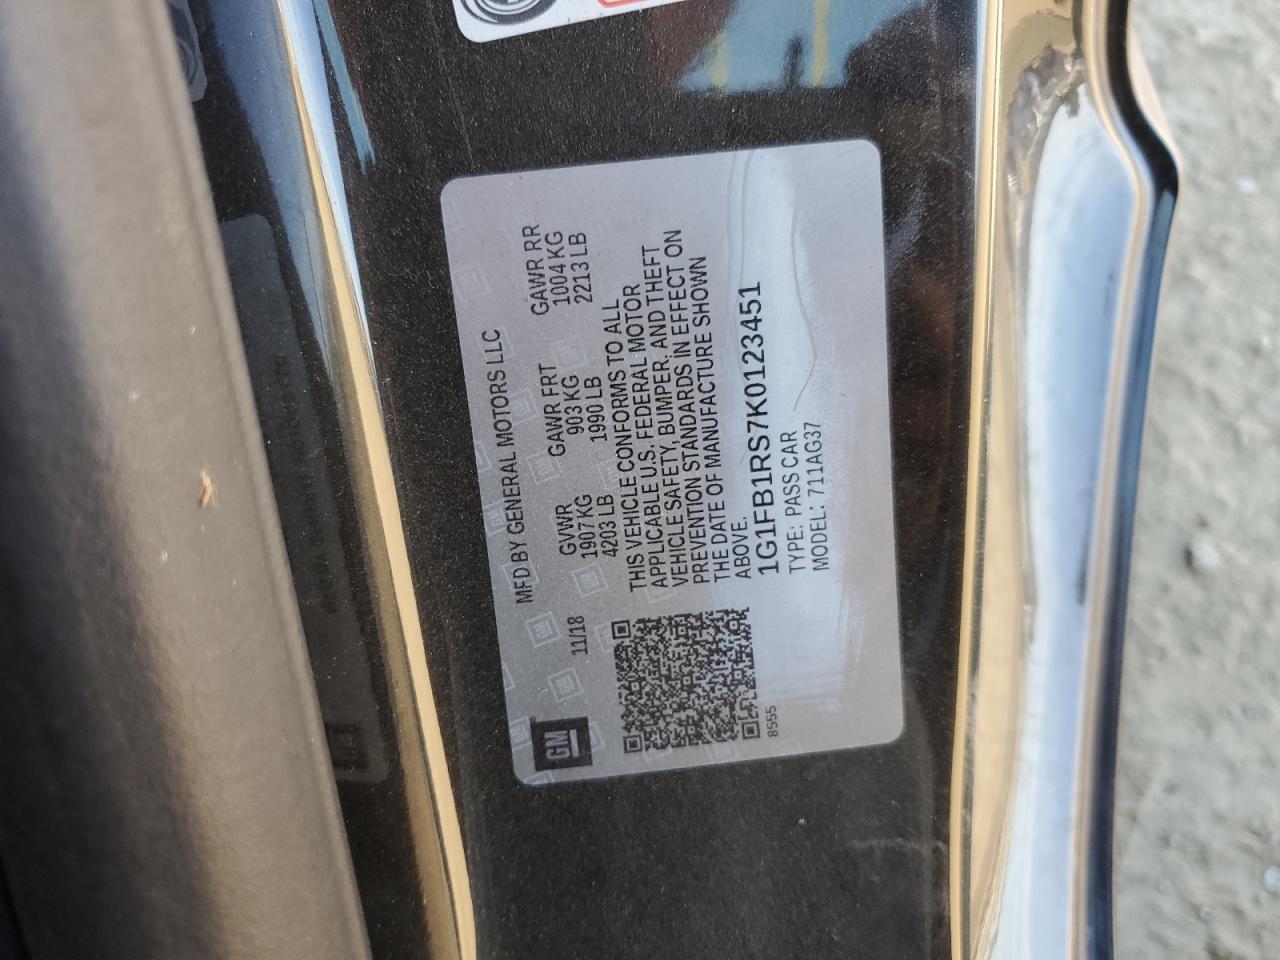 MFD BY GENERAL MOTORS LLC
11/18 GVWR GAWR FRT GAWR RR
1907 KG 903 KG 1004 KG
4203 LB 1990 LB 2213 LB
THIS VEHICLE CONFORMS TO ALL
APPLICABLE U.S. FEDERAL MOTOR
VEHICLE SAFETY, BUMPER, AND THEFT
PREVENTION STANDARDS IN EFFECT ON
THE DATE OF MANUFACTURE SHOWN
ABOVE.
1G1FB1RS7K0123451
TYPE: PASS CAR
MODEL: 711AG37
GM
8555